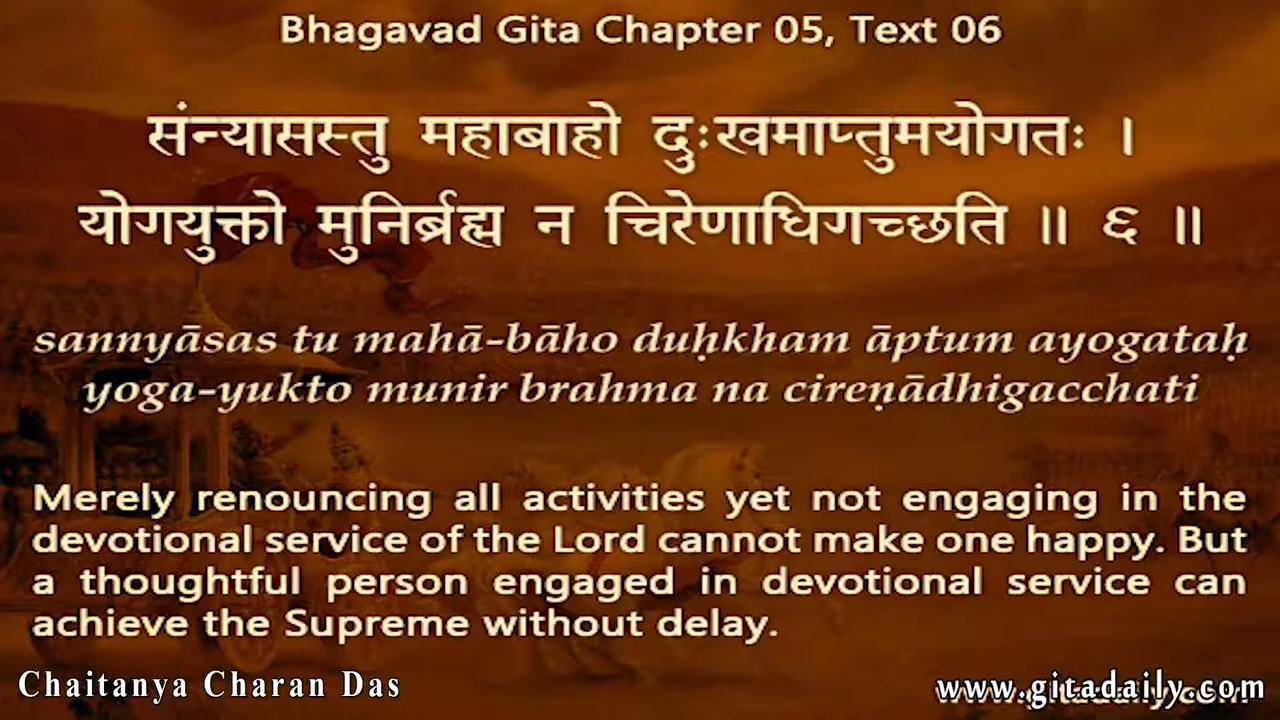 Bhagavad Gita Chapter 05, Text 06
संन्यासस्तु महाबाहो दुःखमाप्तुमयोगतः ।
योगयुक्तो मुनिर्ब्रह्म न चिरेणाधिगच्छति ॥ ६ ॥
sannyāsas tu mahā-bāho duḥkham āptum ayogataḥ
yoga-yukto munir brahma na cireṇādhigacchati
Merely renouncing all activities yet not engaging in the
devotional service of the Lord cannot make one happy. But
a thoughtful person engaged in devotional service can
achieve the Supreme without delay.
Chaitanya Charan Das
www.gitadaily.com